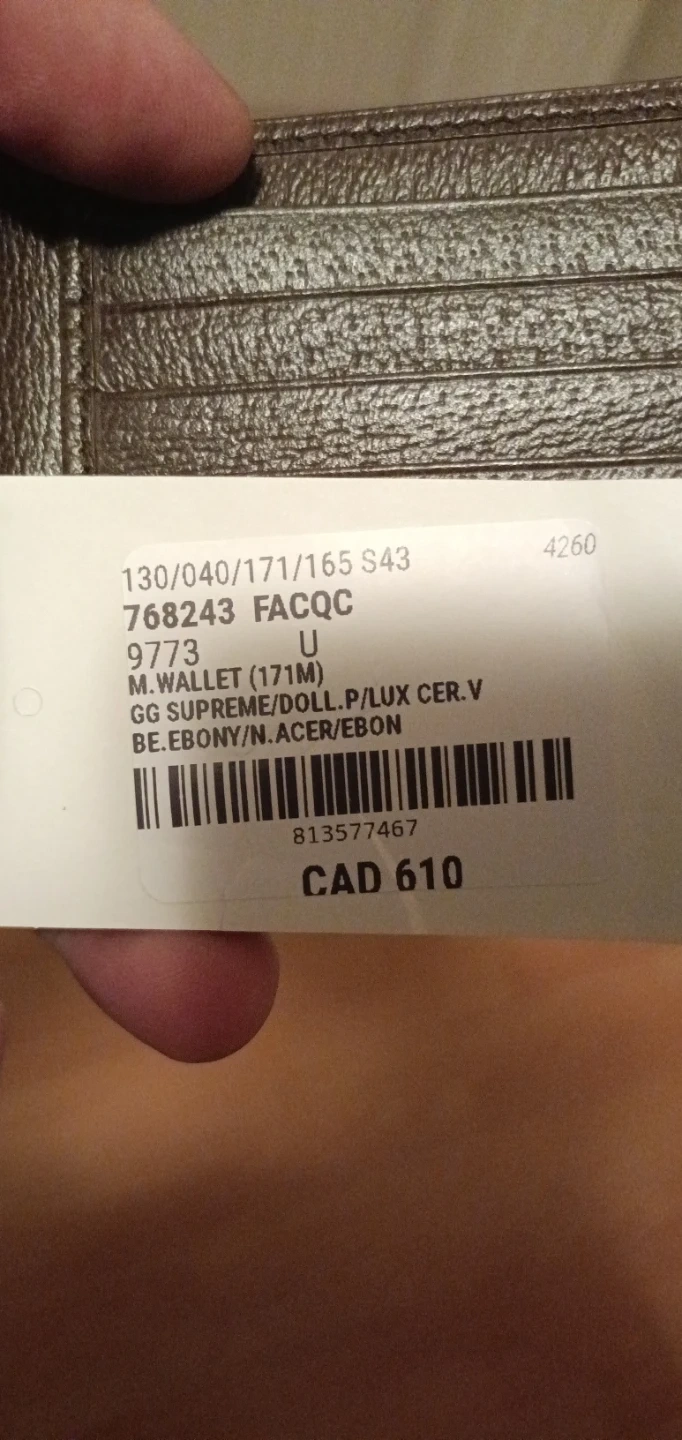 130/040/171/165 S43 4260
768243 FACQC
9773 U
M.WALLET (171M)
GG SUPREME/DOLL.P/LUX CER.V
BE.EBONY/N.ACER/EBON
813577467
CAD 610